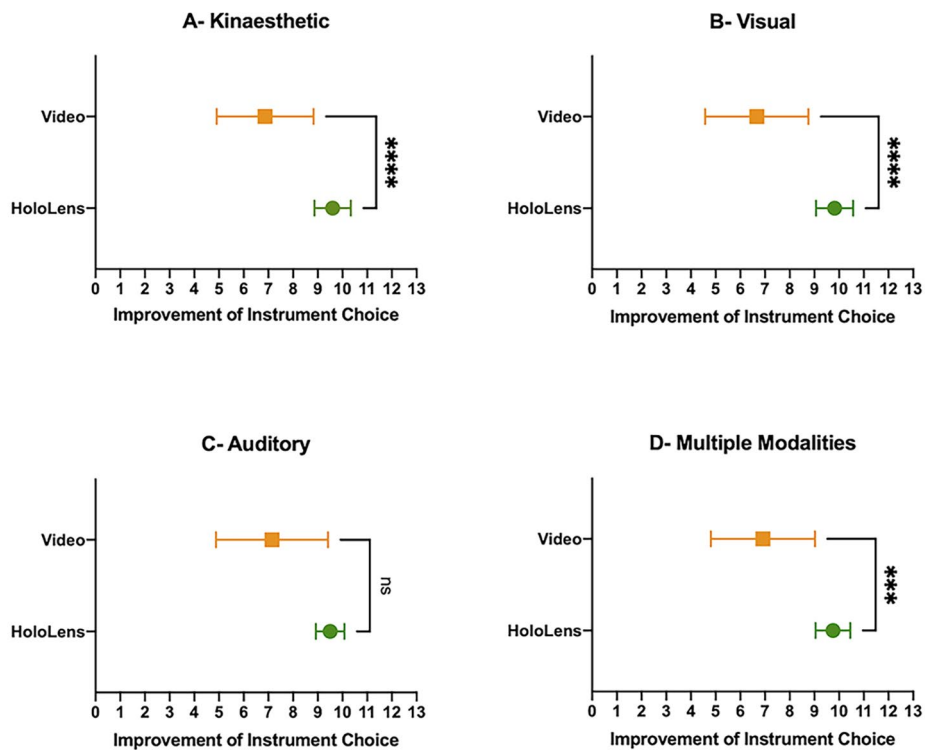 A- Kinaesthetic
Video
****
HoloLens
0 1 2 3 4 5 6 7 8 9 10 11 12 13
Improvement of Instrument Choice
B- Visual
Video
****
HoloLens
0 1 2 3 4 5 6 7 8 9 10 11 12 13
Improvement of Instrument Choice
C- Auditory
Video
ns
HoloLens
0 1 2 3 4 5 6 7 8 9 10 11 12 13
Improvement of Instrument Choice
D- Multiple Modalities
Video
***
HoloLens
0 1 2 3 4 5 6 7 8 9 10 11 12 13
Improvement of Instrument Choice